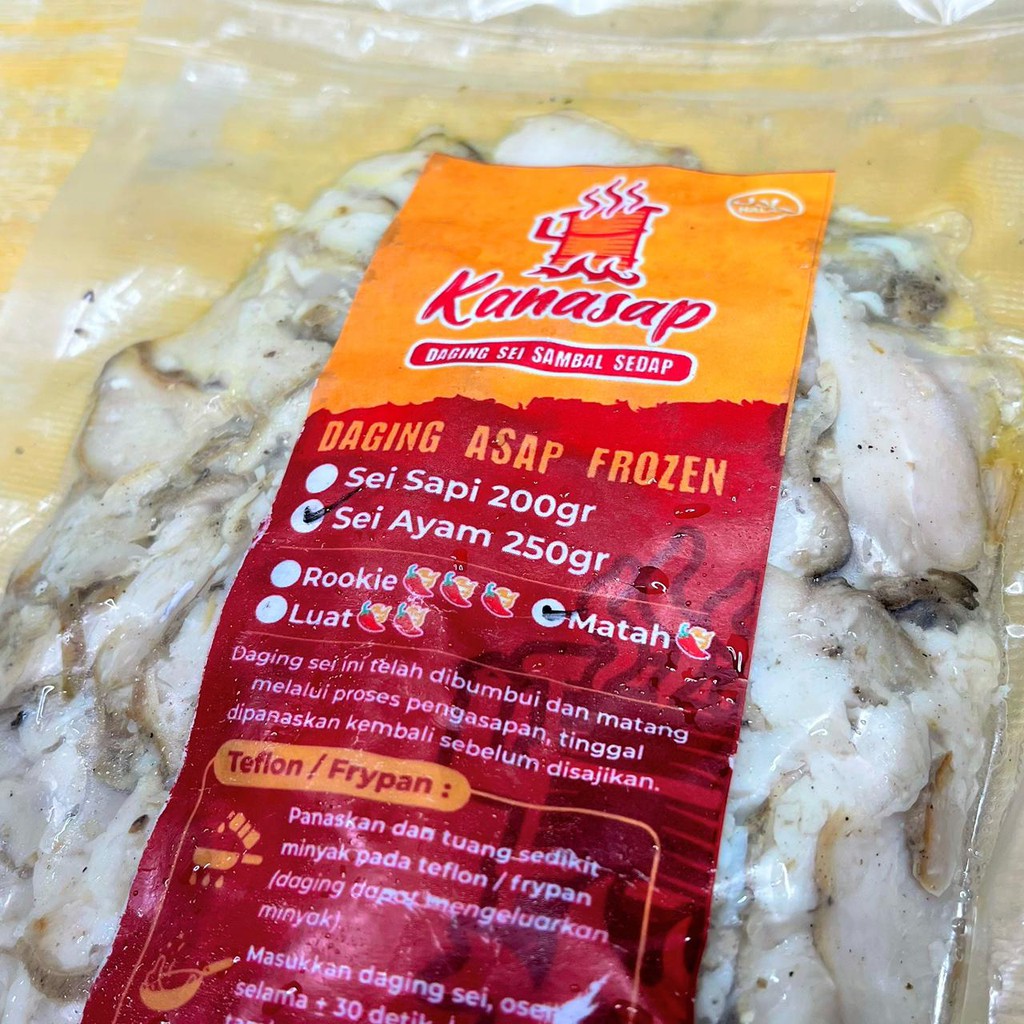 HALAL
Kanasap
DAGING SEI SAMBAL SEDAP
DAGING ASAP FROZEN
Sei Sapi 200gr
Sei Ayam 250gr
Rookie
Luat
Matah
Daging sei ini telah dibumbui dan matang
melalui proses pengasapan, tinggal
dipanaskan kembali sebelum disajikan.
Teflon / Frypan :
Panaskan dan tuang sedikit
minyak pada teflon / frypan
(daging dapat mengeluarkan
minyak)
Masukkan daging sei, oseng
selama ± 30 detik